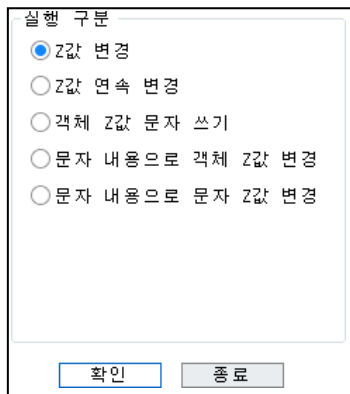 실행 구분
Z값 변경
Z값 연속 변경
객체 Z값 문자 쓰기
문자 내용으로 객체 Z값 변경
문자 내용으로 문자 Z값 변경
확인 종료